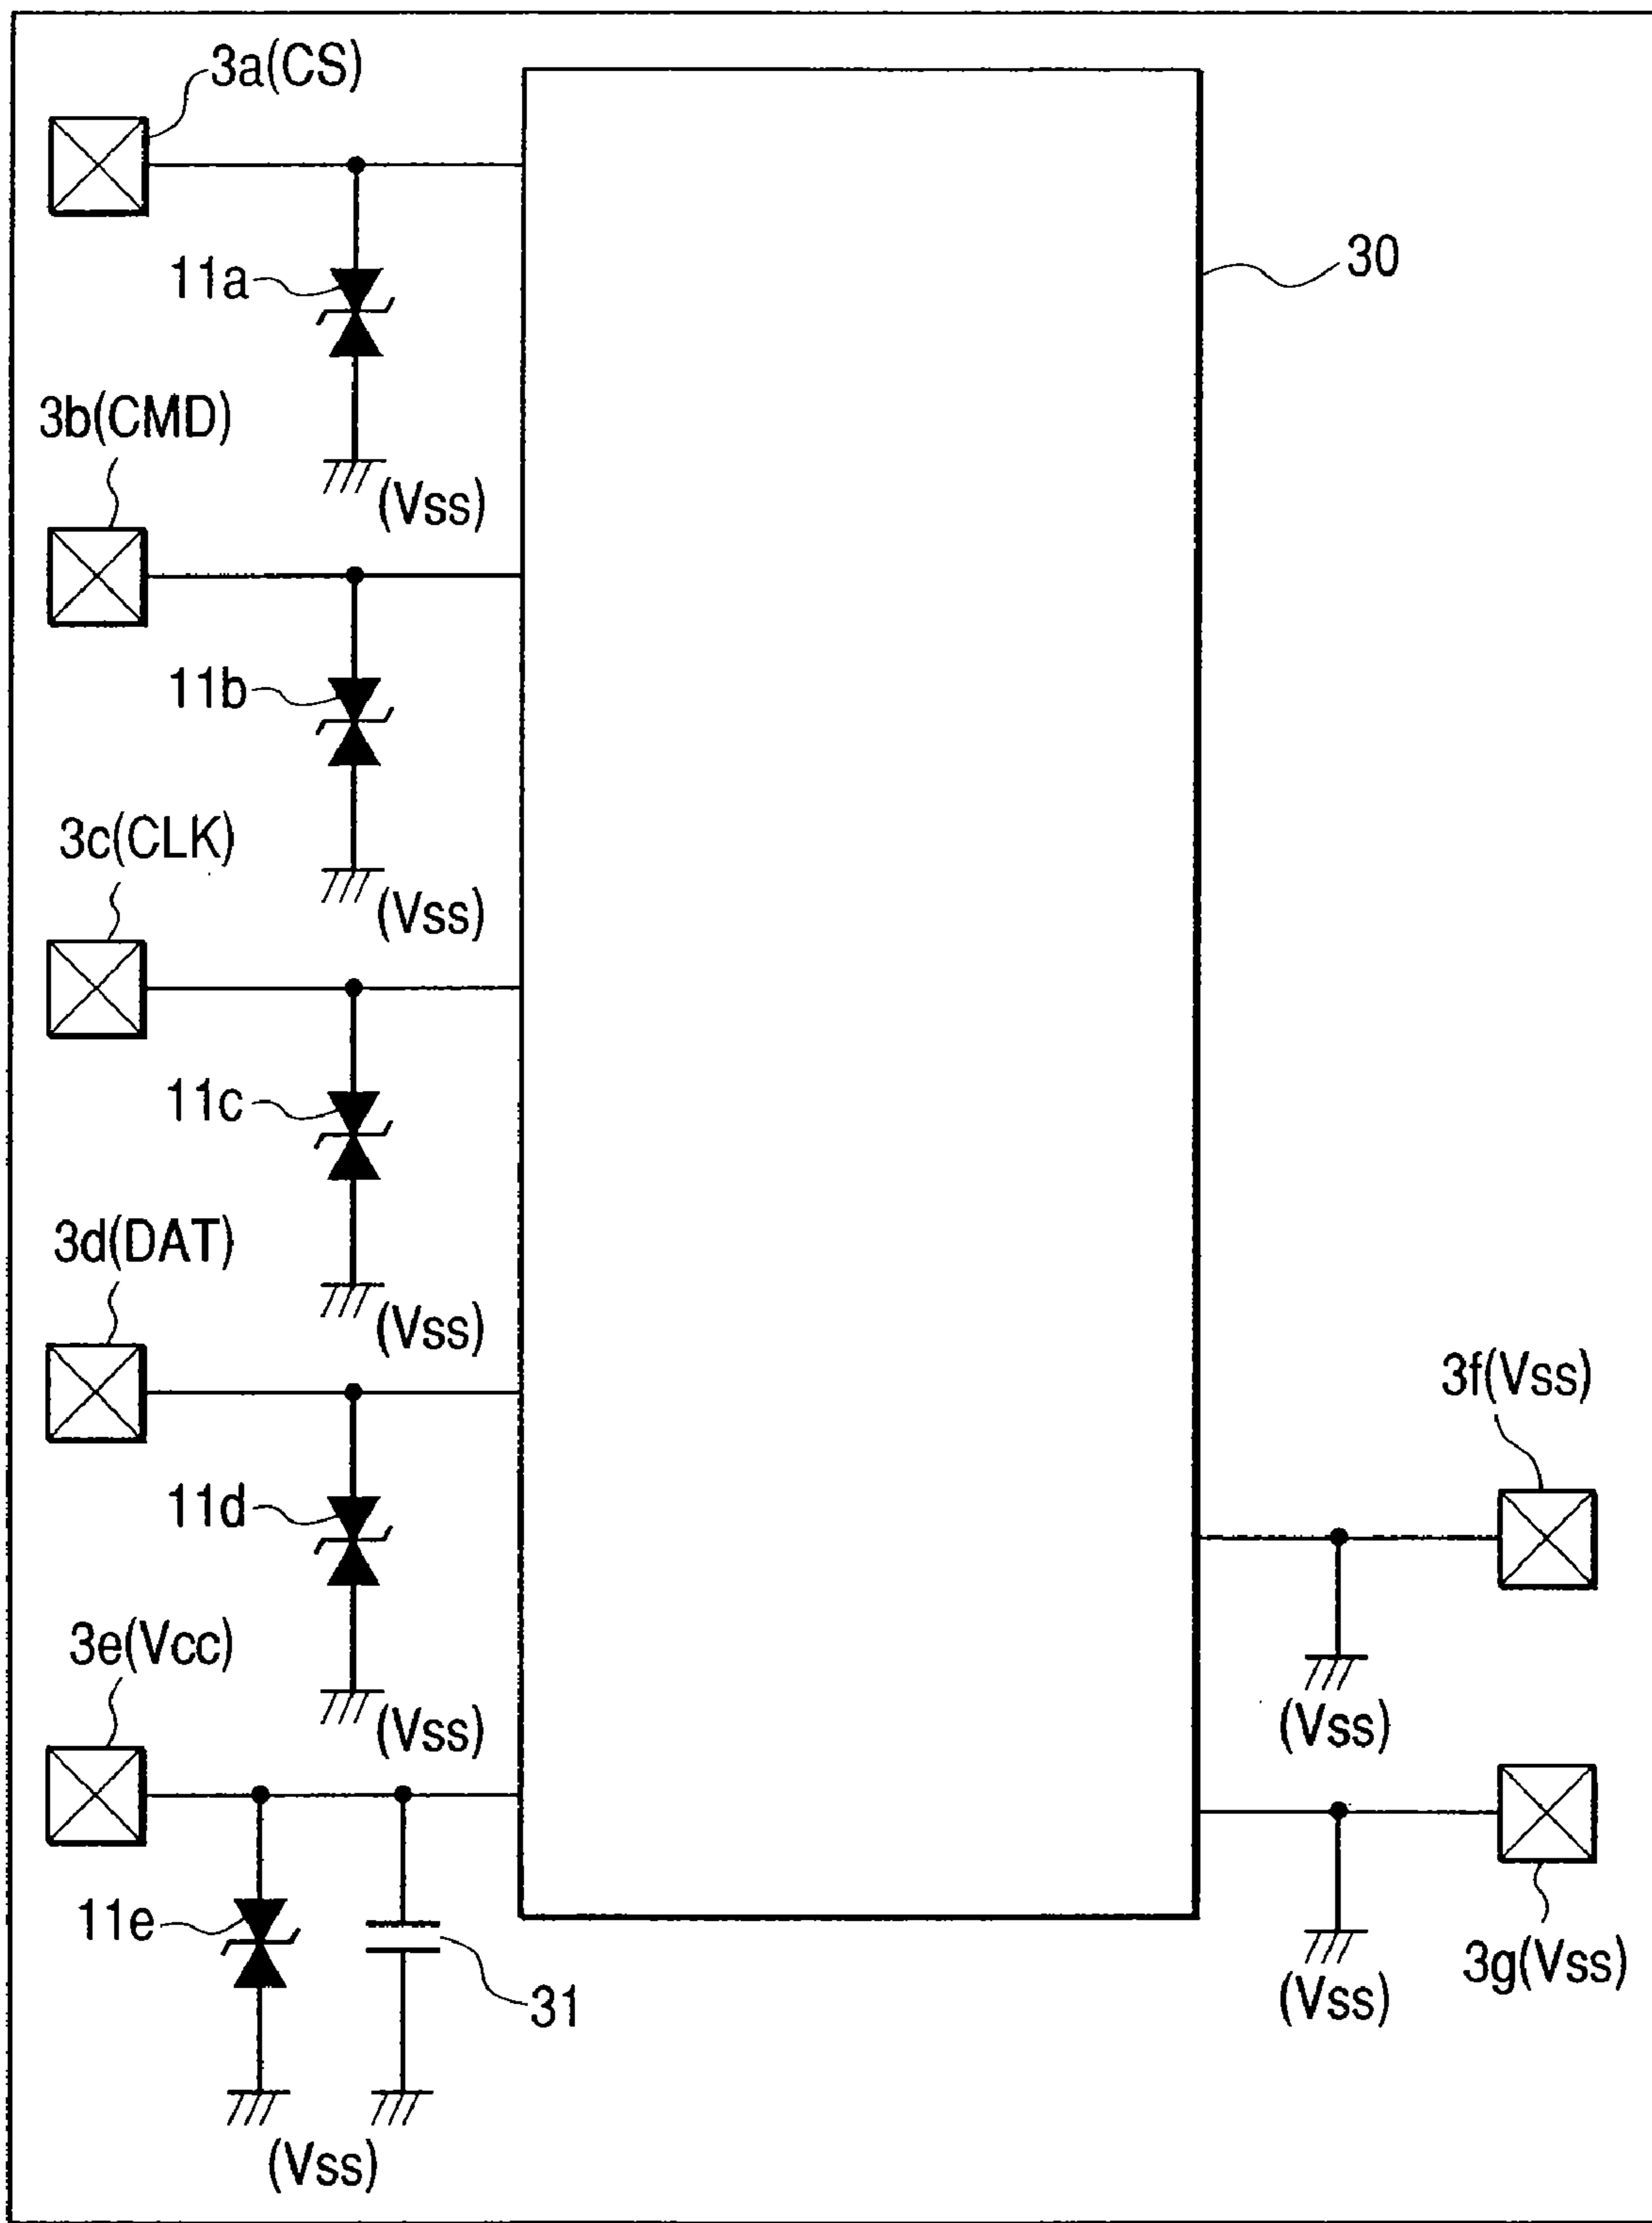 3a(CS)
30
11a
(Vss)
3b(CMD)
11b
(Vss)
3c(CLK)
11c
(Vss)
3d(DAT)
11d
(Vss)
3e(Vcc)
11e
31
(Vss)
3f(Vss)
(Vss)
3g(Vss)
(Vss)